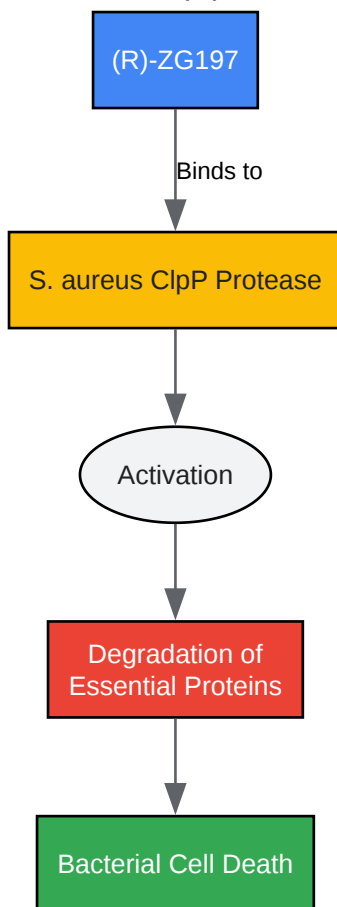 (R)-ZG197
Binds to
S. aureus ClpP Protease
Activation
Degradation of
Essential Proteins
Bacterial Cell Death